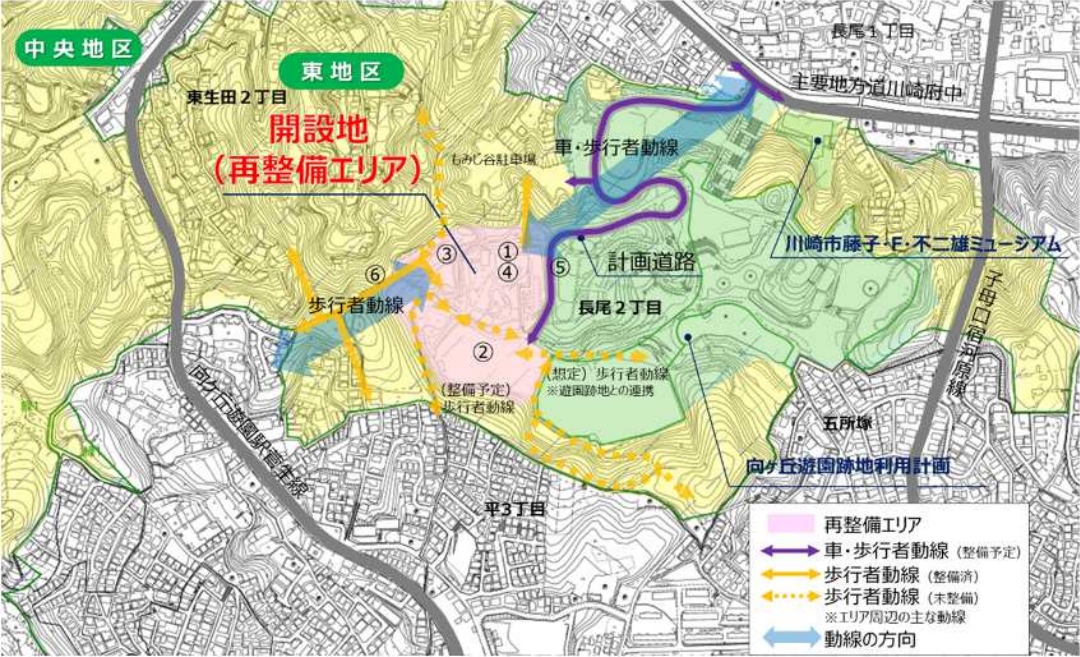 中央地区
東地区
長尾１丁目
主要地方道川崎府中
東生田２丁目
開設地
（再整備エリア）
もみじ谷駐車場
車・歩行者動線
川崎市藤子・F・不二雄ミュージアム
計画道路
①
③
④
⑤
⑥
歩行者動線
長尾２丁目
子母口宿河原線
②
（整備予定）
歩行者動線
（想定）歩行者動線
※遊園跡地との連携
向ケ丘遊園駅菅生線
五所塚
向ヶ丘遊園跡地利用計画
平3丁目
再整備エリア
車・歩行者動線（整備予定）
歩行者動線（整備済）
歩行者動線（未整備）
※エリア周辺の主な動線
動線の方向